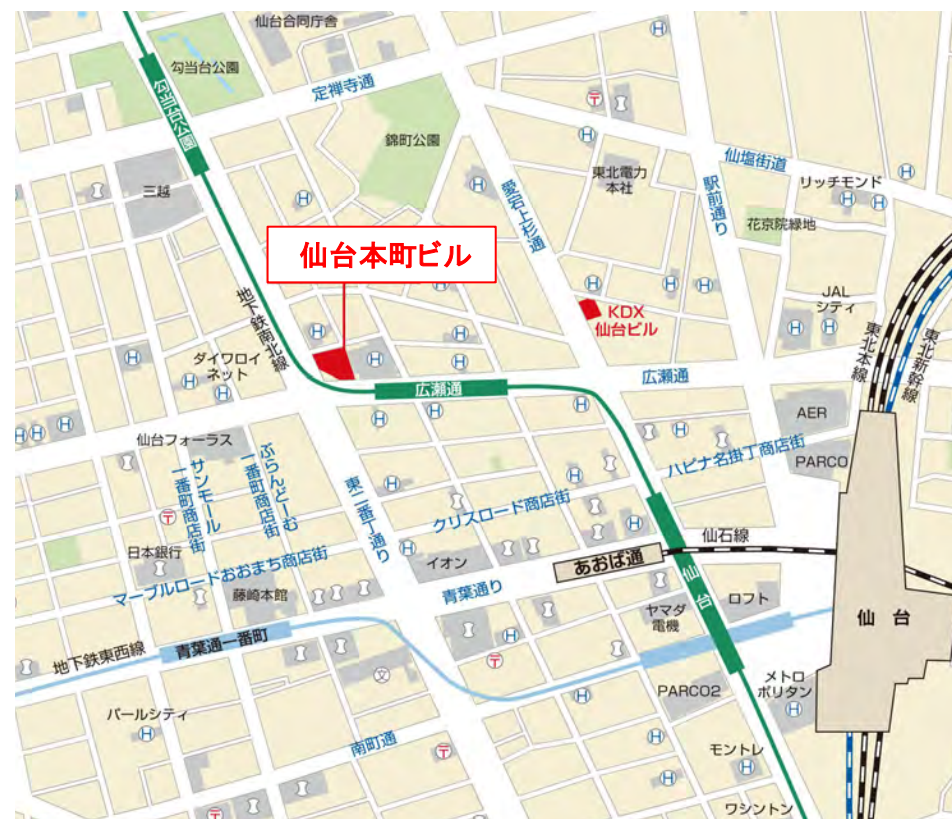 仙台合同庁舎
勾当台公園
定禅寺通
勾当台公園
錦町公園
東北電力
本社
仙塩街道
リッチモンド
三越
愛宕上杉通
駅前通り
花京院緑地
仙台本町ビル
地下鉄南北線
KDX
仙台ビル
JAL
シティ
東北本線
東北新幹線
ダイワロイ
ネット
広瀬通
広瀬通
AER
仙台フォーラス
ハピナ名掛丁商店街
PARCO
ぶらんどーむ
一番町商店街
サンモール
一番町商店街
東二番丁通り
クリスロード商店街
日本銀行
イオン
仙石線
あおば通
マーブルロードおおまち商店街
藤崎本館
青葉通り
仙台
ヤマダ
電機
ロフト
仙台
青葉通一番町
地下鉄東西線
PARCO2
メトロ
ポリタン
パールシティ
南町通
モントレ
ワシントン